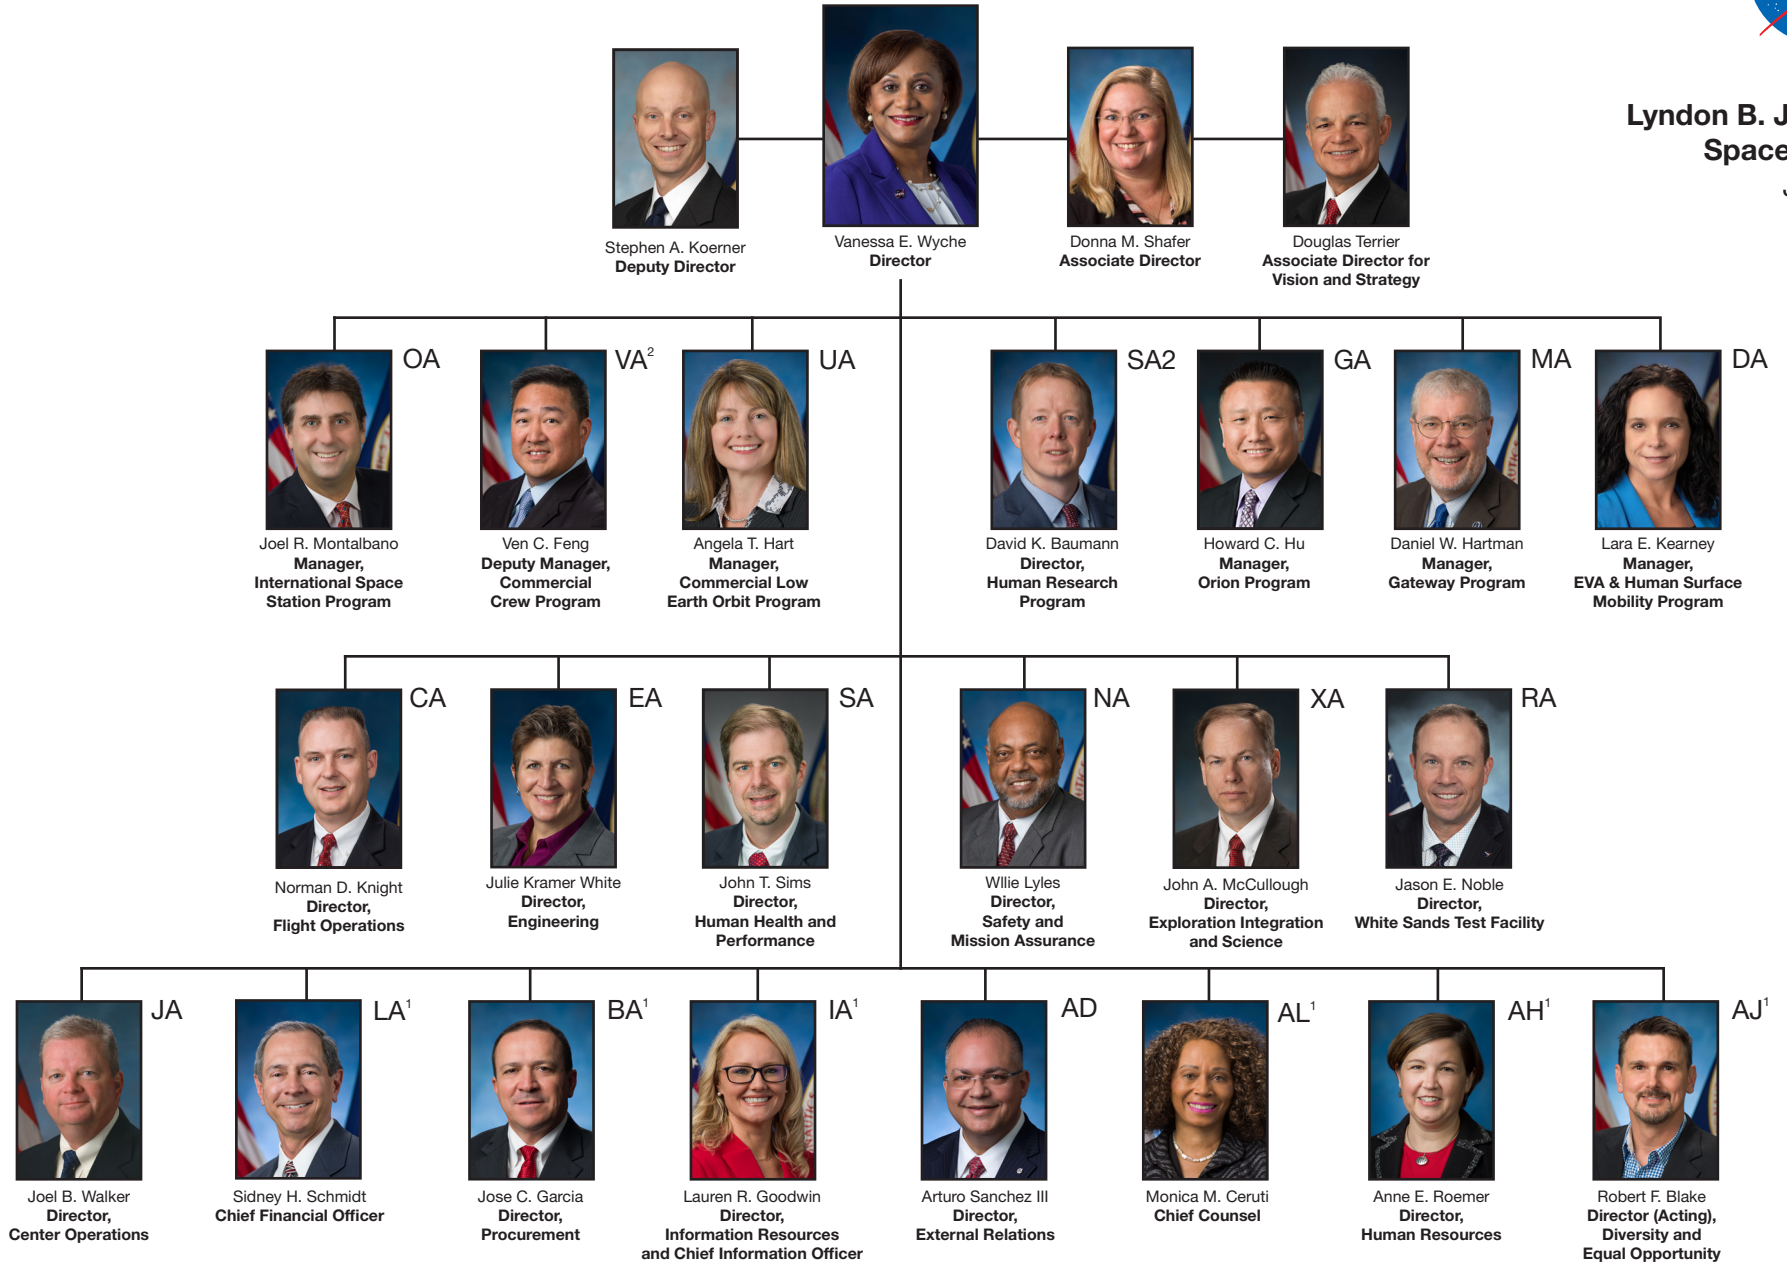 Lyndon B. J
Space
Stephen A. Koerner
Deputy Director
Vanessa E. Wyche
Director
Donna M. Shafer
Associate Director
Douglas Terrier
Associate Director for
Vision and Strategy
OA
Joel R. Montalbano
Manager,
International Space
Station Program
VA²
Ven C. Feng
Deputy Manager,
Commercial
Crew Program
UA
Angela T. Hart
Manager,
Commercial Low
Earth Orbit Program
SA2
David K. Baumann
Director,
Human Research
Program
GA
Howard C. Hu
Manager,
Orion Program
MA
Daniel W. Hartman
Manager,
Gateway Program
DA
Lara E. Kearney
Manager,
EVA & Human Surface
Mobility Program
CA
Norman D. Knight
Director,
Flight Operations
EA
Julie Kramer White
Director,
Engineering
SA
John T. Sims
Director,
Human Health and
Performance
NA
Wllie Lyles
Director,
Safety and
Mission Assurance
XA
John A. McCullough
Director,
Exploration Integration
and Science
RA
Jason E. Noble
Director,
White Sands Test Facility
JA
Joel B. Walker
Director,
Center Operations
LA¹
Sidney H. Schmidt
Chief Financial Officer
BA¹
Jose C. Garcia
Director,
Procurement
IA¹
Lauren R. Goodwin
Director,
Information Resources
and Chief Information Officer
AD
Arturo Sanchez III
Director,
External Relations
AL¹
Monica M. Ceruti
Chief Counsel
AH¹
Anne E. Roemer
Director,
Human Resources
AJ¹
Robert F. Blake
Director (Acting),
Diversity and
Equal Opportunity